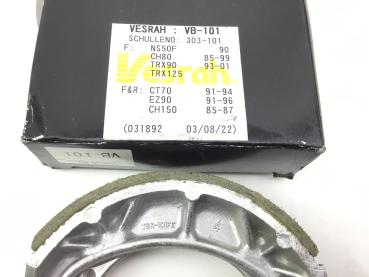 VESRAH : VB-101
SCHULLENO: 303-101
F: NS50F 90
CH80 85-99
TRX90 93-01
TRX125
F&R: CT70 91-94
EZ90 91-96
CH150 85-87
(031892 03/08/22)
Vesrah
VB-101